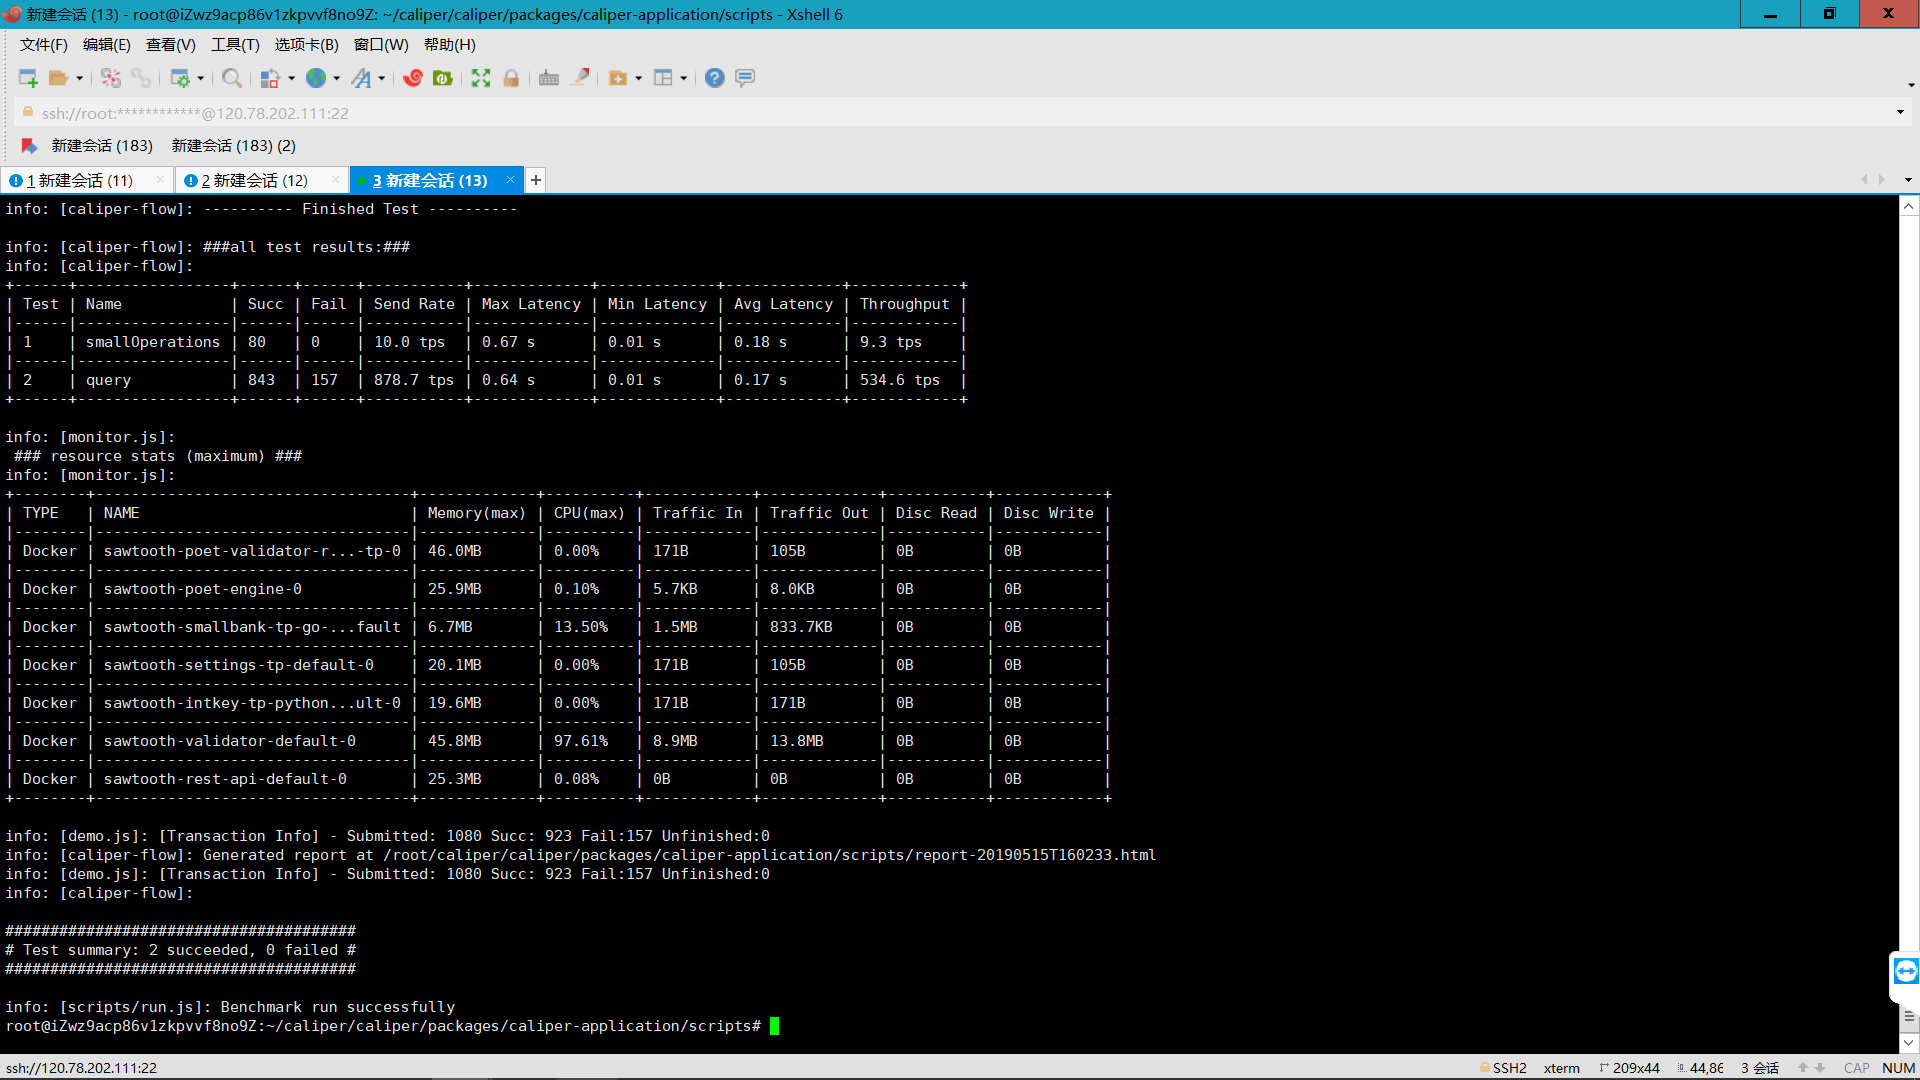 新建会话 (13) - root@iZwz9acp86v1zkpvvf8no9Z: ~/caliper/caliper/packages/caliper-application/scripts - Xshell 6
文件(F) 编辑(E) 查看(V) 工具(T) 选项卡(B) 窗口(W) 帮助(H)
ssh://root:************@120.78.202.111:22
新建会话 (183) 新建会话 (183) (2)
1 新建会话 (11) × 2 新建会话 (12) × 3 新建会话 (13) × +
info: [caliper-flow]: ---------- Finished Test ----------
info: [caliper-flow]: ###all test results:###
info: [caliper-flow]:
+------+-----------------+------+------+-----------+-------------+-------------+-------------+------------+
| Test | Name            | Succ | Fail | Send Rate | Max Latency | Min Latency | Avg Latency | Throughput |
|------|-----------------|------|------|-----------|-------------|-------------|-------------|------------|
| 1    | smallOperations | 80   | 0    | 10.0 tps  | 0.67 s      | 0.01 s      | 0.18 s      | 9.3 tps    |
|------|-----------------|------|------|-----------|-------------|-------------|-------------|------------|
| 2    | query           | 843  | 157  | 878.7 tps | 0.64 s      | 0.01 s      | 0.17 s      | 534.6 tps  |
+------+-----------------+------+------+-----------+-------------+-------------+-------------+------------+
info: [monitor.js]:
### resource stats (maximum) ###
info: [monitor.js]:
+--------+-----------------------------------+-------------+----------+------------+-------------+-----------+------------+
| TYPE   | NAME                              | Memory(max) | CPU(max) | Traffic In | Traffic Out | Disc Read | Disc Write |
|--------|-----------------------------------|-------------|----------|------------|-------------|-----------|------------|
| Docker | sawtooth-poet-validator-r...-tp-0 | 46.0MB      | 0.00%    | 171B       | 105B        | 0B        | 0B         |
|--------|-----------------------------------|-------------|----------|------------|-------------|-----------|------------|
| Docker | sawtooth-poet-engine-0            | 25.9MB      | 0.10%    | 5.7KB      | 8.0KB       | 0B        | 0B         |
|--------|-----------------------------------|-------------|----------|------------|-------------|-----------|------------|
| Docker | sawtooth-smallbank-tp-go-...fault | 6.7MB       | 13.50%   | 1.5MB      | 833.7KB     | 0B        | 0B         |
|--------|-----------------------------------|-------------|----------|------------|-------------|-----------|------------|
| Docker | sawtooth-settings-tp-default-0    | 20.1MB      | 0.00%    | 171B       | 105B        | 0B        | 0B         |
|--------|-----------------------------------|-------------|----------|------------|-------------|-----------|------------|
| Docker | sawtooth-intkey-tp-python...ult-0 | 19.6MB      | 0.00%    | 171B       | 171B        | 0B        | 0B         |
|--------|-----------------------------------|-------------|----------|------------|-------------|-----------|------------|
| Docker | sawtooth-validator-default-0      | 45.8MB      | 97.61%   | 8.9MB      | 13.8MB      | 0B        | 0B         |
|--------|-----------------------------------|-------------|----------|------------|-------------|-----------|------------|
| Docker | sawtooth-rest-api-default-0       | 25.3MB      | 0.08%    | 0B         | 0B          | 0B        | 0B         |
+--------+-----------------------------------+-------------+----------+------------+-------------+-----------+------------+
info: [demo.js]: [Transaction Info] - Submitted: 1080 Succ: 923 Fail:157 Unfinished:0
info: [caliper-flow]: Generated report at /root/caliper/caliper/packages/caliper-application/scripts/report-20190515T160233.html
info: [demo.js]: [Transaction Info] - Submitted: 1080 Succ: 923 Fail:157 Unfinished:0
info: [caliper-flow]:
#######################################
# Test summary: 2 succeeded, 0 failed #
#######################################
info: [scripts/run.js]: Benchmark run successfully
root@iZwz9acp86v1zkpvvf8no9Z:~/caliper/caliper/packages/caliper-application/scripts#
ssh://120.78.202.111:22 SSH2 xterm 209x44 44,86 3 会话 CAP NUM